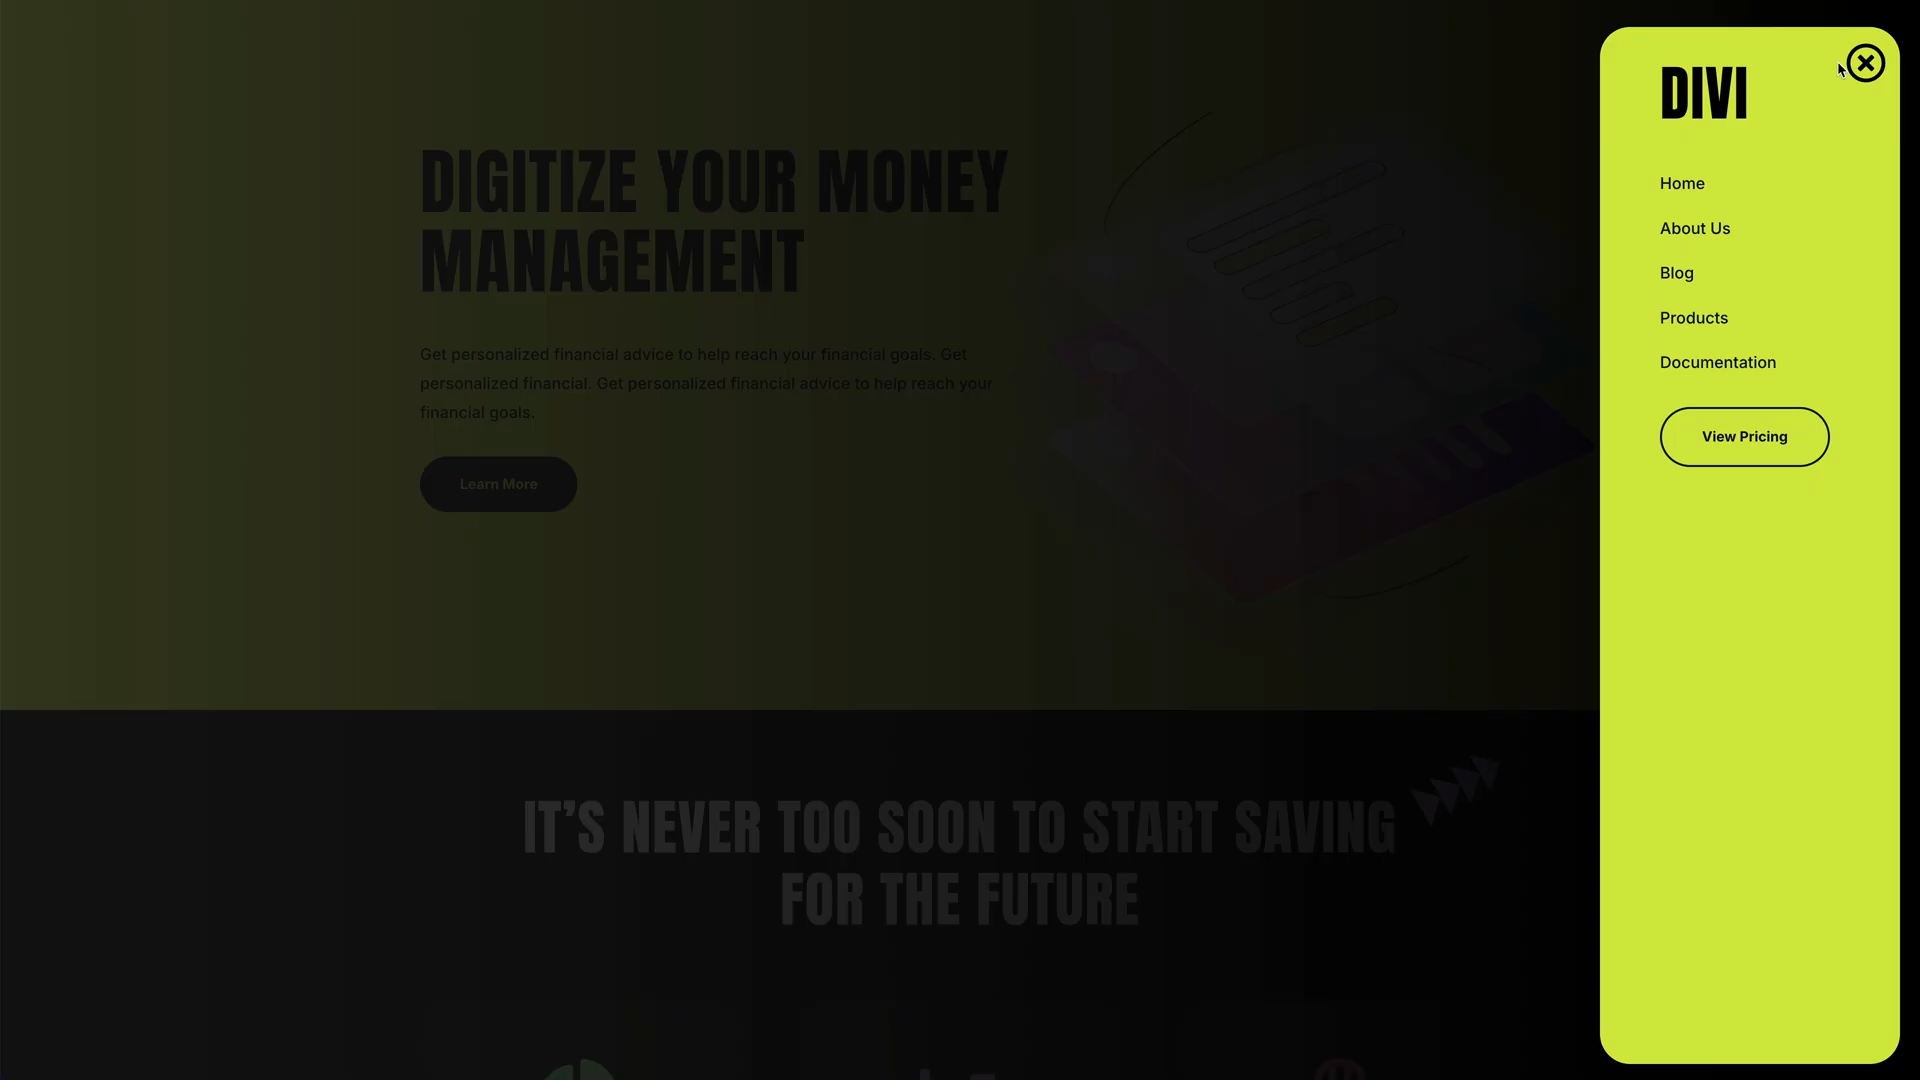 DIGITIZE YOUR MONEY
MANAGEMENT
Get personalized financial advice to help reach your financial goals. Get
personalized financial. Get personalized financial advice to help reach your
financial goals.
Learn More
IT’S NEVER TOO SOON TO START SAVING
FOR THE FUTURE
DIVI
Home
About Us
Blog
Products
Documentation
View Pricing